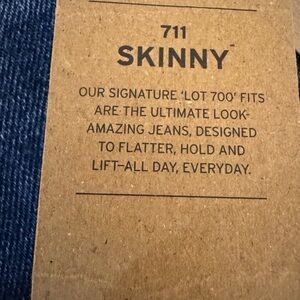 711
SKINNY™
OUR SIGNATURE 'LOT 700' FITS
ARE THE ULTIMATE LOOK-
AMAZING JEANS, DESIGNED
TO FLATTER, HOLD AND
LIFT–ALL DAY, EVERYDAY.